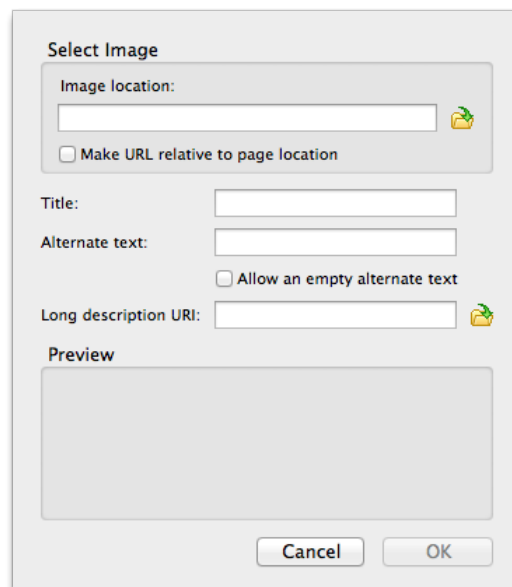 Select Image
Image location:
Make URL relative to page location
Title:
Alternate text:
Allow an empty alternate text
Long description URI:
Preview
Cancel OK